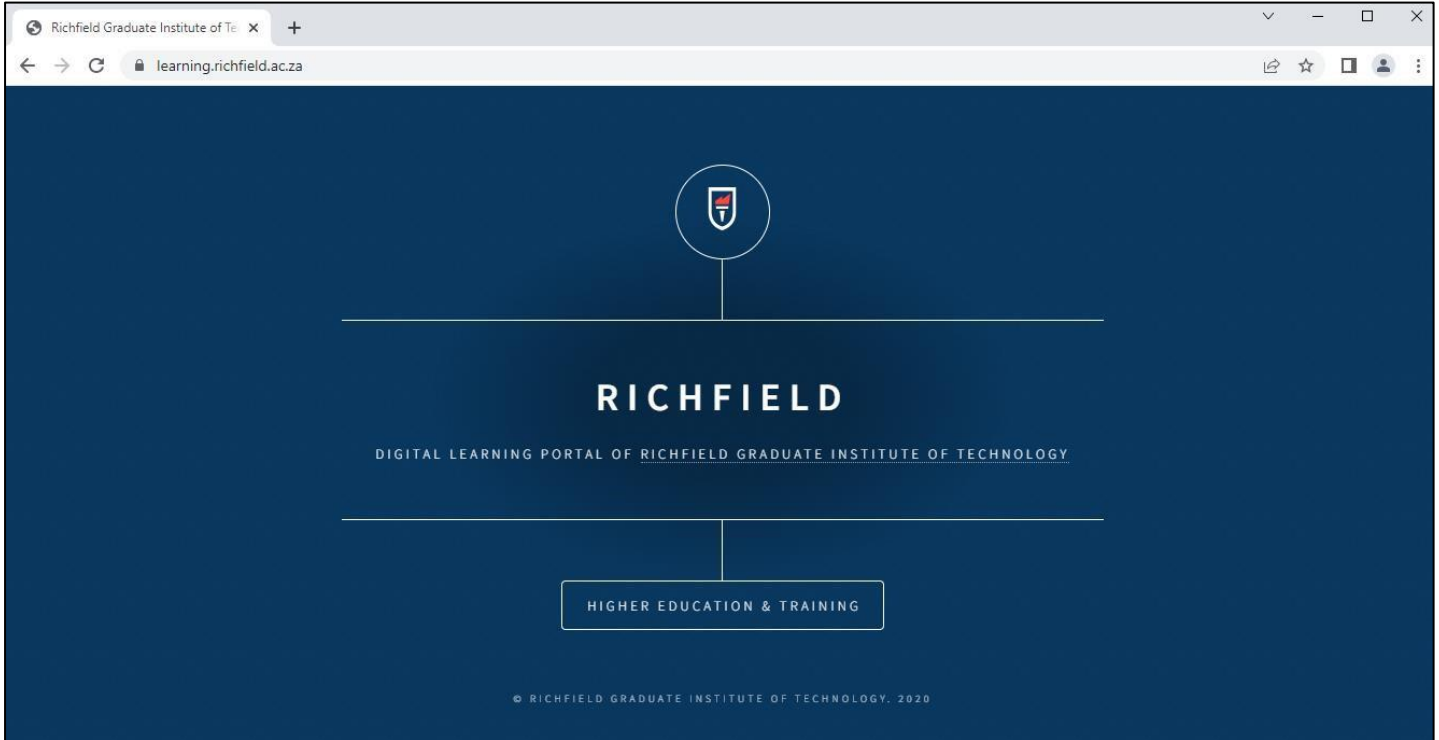 Richfield Graduate Institute of Te
learning.richfield.ac.za
RICHFIELD
DIGITAL LEARNING PORTAL OF RICHFIELD GRADUATE INSTITUTE OF TECHNOLOGY
HIGHER EDUCATION & TRAINING
© RICHFIELD GRADUATE INSTITUTE OF TECHNOLOGY. 2020